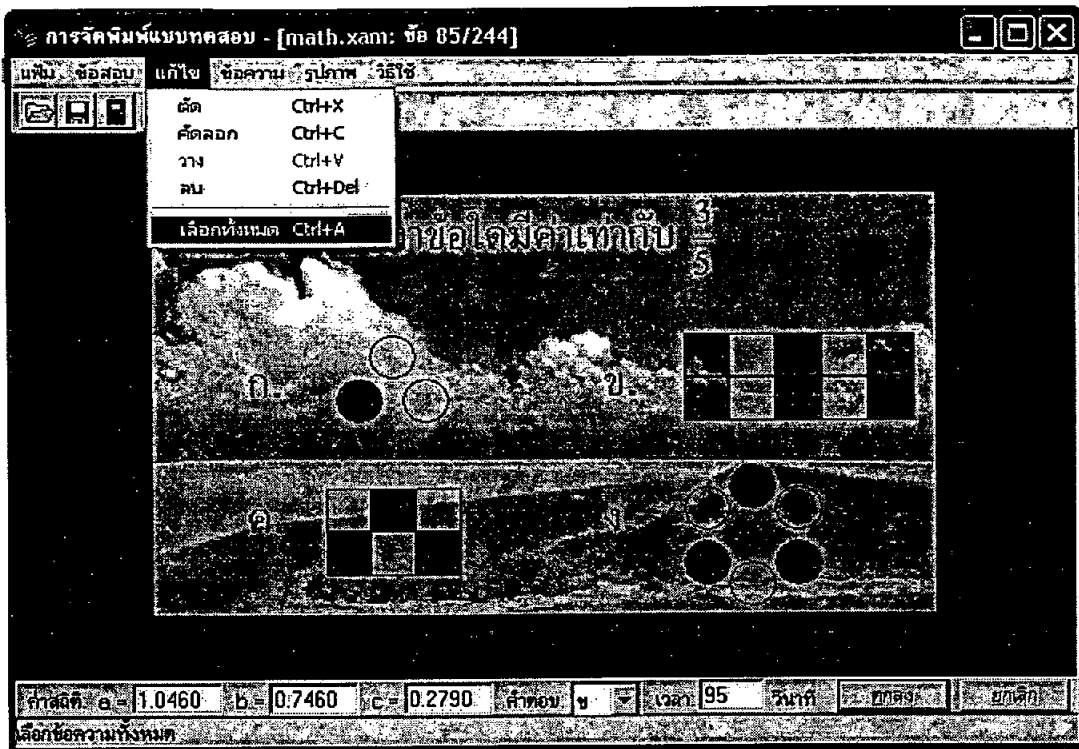 การจัดพิมพ์แบบทดสอบ - [math.xam: ข้อ 85/244]
แฟ้ม ข้อสอบ แก้ไข ข้อความ รูปภาพ วิธีใช้
ตัด Ctrl+X
คัดลอก Ctrl+C
วาง Ctrl+V
ลบ Ctrl+Del
เลือกทั้งหมด Ctrl+A
าข้อใดมีค่าเท่ากับ 3/5
ก. ข.
ค ง
ค่าสถิติ: a = 1.0460 b = 0.7460 c = 0.2790 คำตอบ ข เวลา 95 วินาที ตกลง ยกเลิก
เลือกข้อความทั้งหมด